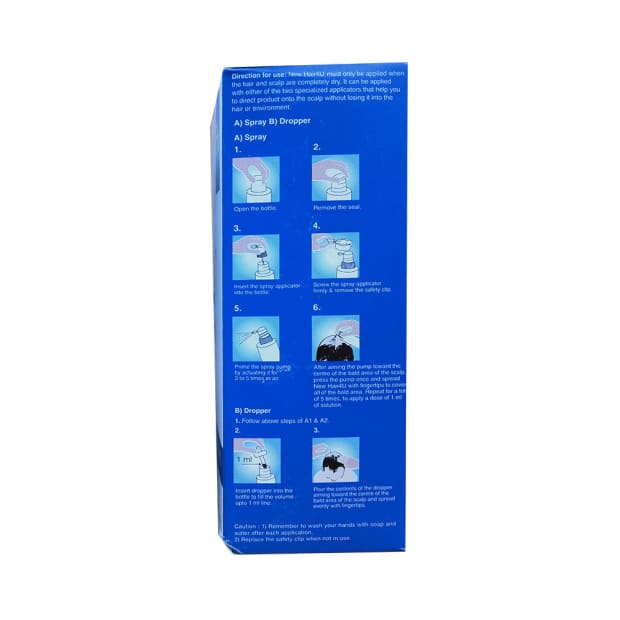 Direction for use: New Hair4U must only be applied when
the hair and scalp are completely dry. It can be applied
with either of the two specialized applicators that help you
to direct product onto the scalp without losing it into the
hair or environment.
A) Spray B) Dropper
A) Spray
1.
2.
Open the bottle.
Remove the seal.
3.
4.
Insert the spray applicator
into the bottle.
Screw the spray applicator
firmly & remove the safety clip.
5.
6.
Prime the spray pump
by actuating it for
3 to 5 times in air.
After aiming the pump toward the
centre of the bald area of the scalp,
press the pump once and spread
New Hair4U with fingertips to cover
all of the bald area. Repeat for a total
of 5 times, to apply a dose of 1 ml
of solution.
B) Dropper
1. Follow above steps of A1 & A2.
2.
3.
1 ml
Insert dropper into the
bottle to fill the volume
upto 1 ml line.
Pour the contents of the dropper
aiming toward the centre of the
bald area of the scalp and spread
evenly with fingertips.
Caution : 1) Remember to wash your hands with soap and
water after each application.
2) Replace the safety clip when not in use.